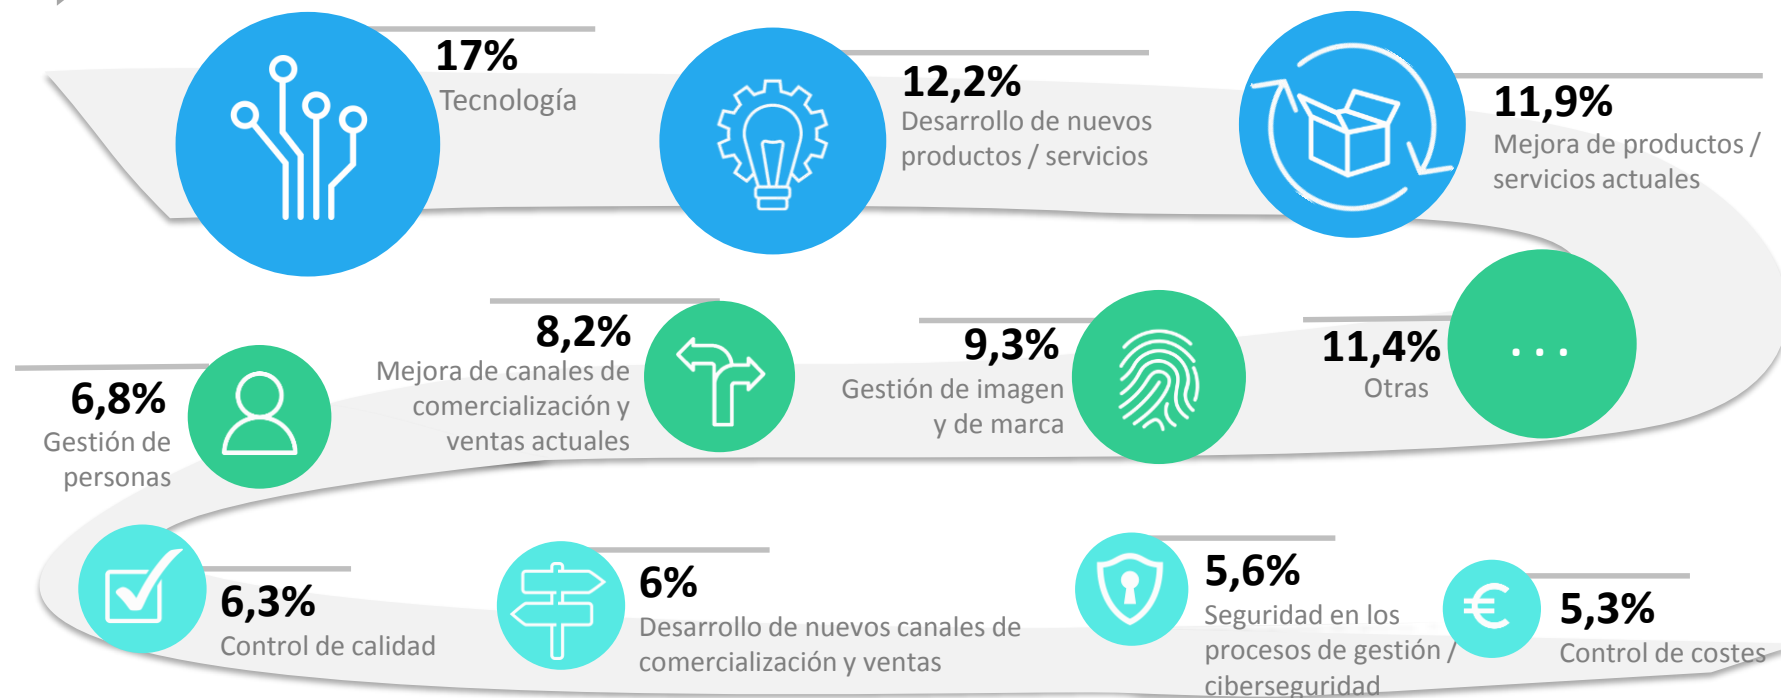 17%
Tecnología
12,2%
Desarrollo de nuevos
productos / servicios
11,9%
Mejora de productos /
servicios actuales
6,8%
Gestión de
personas
8,2%
Mejora de canales de
comercialización y
ventas actuales
9,3%
Gestión de imagen
y de marca
11,4%
Otras
...
6,3%
Control de calidad
6%
Desarrollo de nuevos canales de
comercialización y ventas
5,6%
Seguridad en los
procesos de gestión /
ciberseguridad
€
5,3%
Control de costes